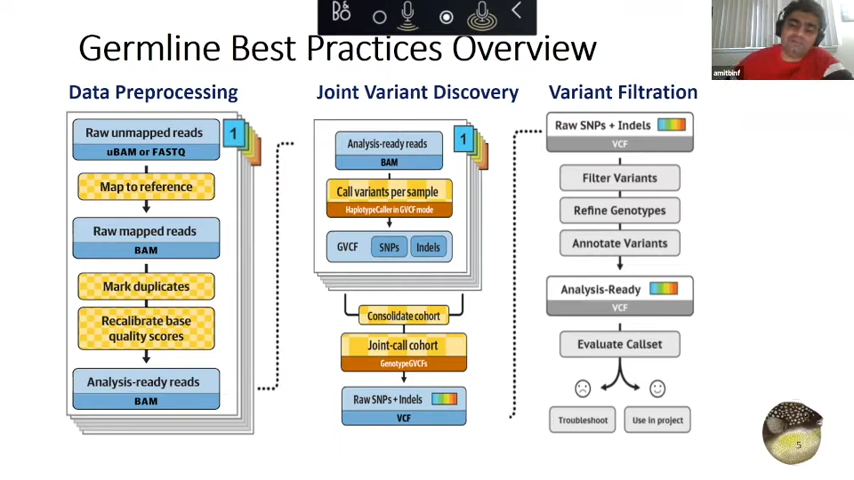 B&O
Germline Best Practices Overview
amitbinf
Data Preprocessing
Raw unmapped reads
uBAM or FASTQ
1
Map to reference
Raw mapped reads
BAM
Mark duplicates
Recalibrate base
quality scores
Analysis-ready reads
BAM
Joint Variant Discovery
Analysis-ready reads
BAM
1
Call variants per sample
HaplotypeCaller in GVCF mode
GVCF SNPs Indels
Consolidate cohort
Joint-call cohort
GenotypeGVCFs
Raw SNPs + Indels
VCF
Variant Filtration
Raw SNPs + Indels
VCF
Filter Variants
Refine Genotypes
Annotate Variants
Analysis-Ready
VCF
Evaluate Callset
Troubleshoot
Use in project
5